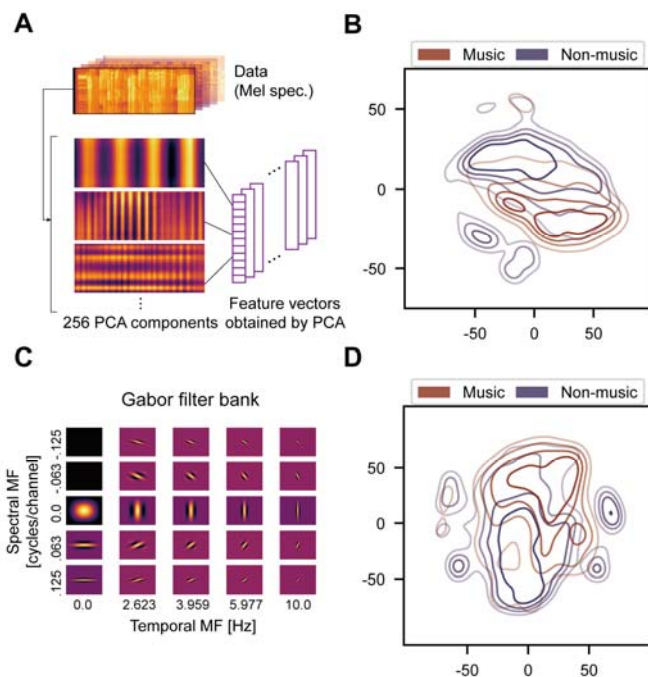 A
Data
(Mel spec.)
256 PCA components
Feature vectors
obtained by PCA
B
Music
Non-music
50
0
-50
-50
0
50
C
Gabor filter bank
Spectral MF
[cycles/channel]
-.125
-.063
0.0
.063
.125
0.0
2.623
3.959
5.977
10.0
Temporal MF [Hz]
D
Music
Non-music
50
0
-50
-50
0
50